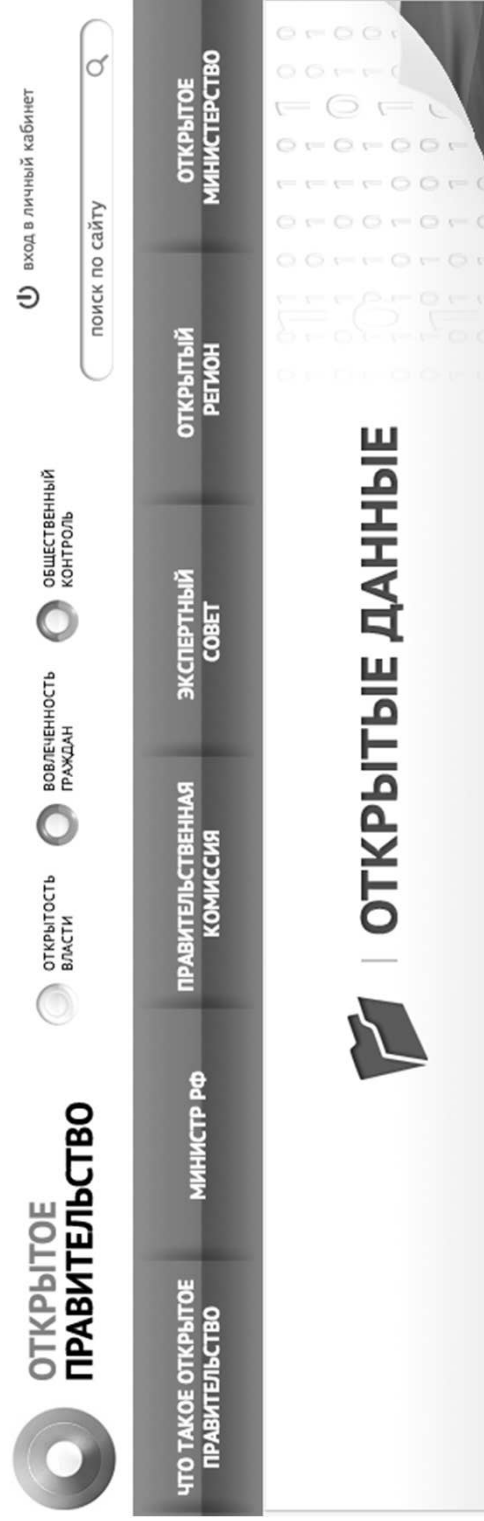 ОТКРЫТОЕ
ПРАВИТЕЛЬСТВО
ОТКРЫТОСТЬ
ВЛАСТИ
ВОВЛЕЧЕННОСТЬ
ГРАЖДАН
ОБЩЕСТВЕННЫЙ
КОНТРОЛЬ
вход в личный кабинет
поиск по сайту
ЧТО ТАКОЕ ОТКРЫТОЕ
ПРАВИТЕЛЬСТВО
МИНИСТР РФ
ПРАВИТЕЛЬСТВЕННАЯ
КОМИССИЯ
ЭКСПЕРТНЫЙ
СОВЕТ
ОТКРЫТЫЙ
РЕГИОН
ОТКРЫТОЕ
МИНИСТЕРСТВО
| ОТКРЫТЫЕ ДАННЫЕ